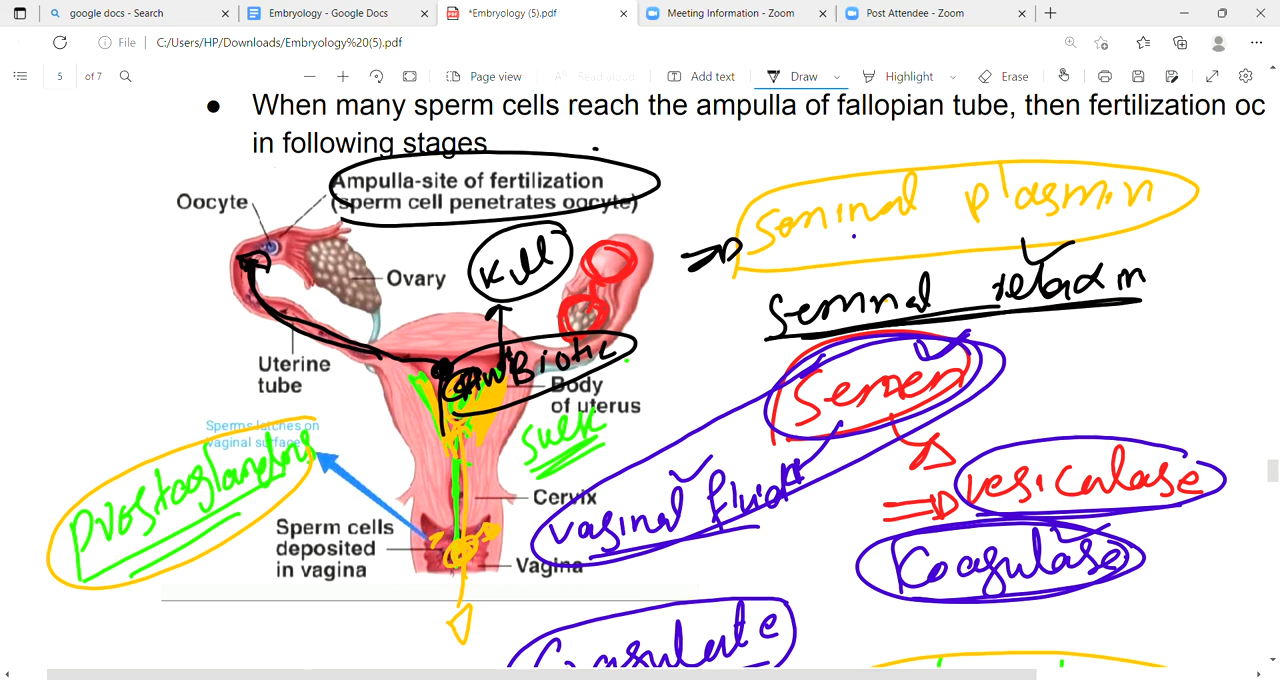 google docs - Search
Embryology - Google Docs
*Embryology (5).pdf
Meeting Information - Zoom
Post Attendee - Zoom
File
C:/Users/HP/Downloads/Embryology%20(5).pdf
5 of 7
Page view
Read aloud
Add text
Draw
Highlight
Erase
● When many sperm cells reach the ampulla of fallopian tube, then fertilization oc
in following stages
Ampulla-site of fertilization
(sperm cell penetrates oocyte)
Oocyte
Kill
Ovary
Uterine
tube
Biotic
Body
of uterus
Sperms latches on
vaginal surface
suck
Cervix
Sperm cells
deposited
in vagina
Vagina
Seminal plasmin
Semen
vaginal fluid
vesiculase
Coagulase
Coagulate